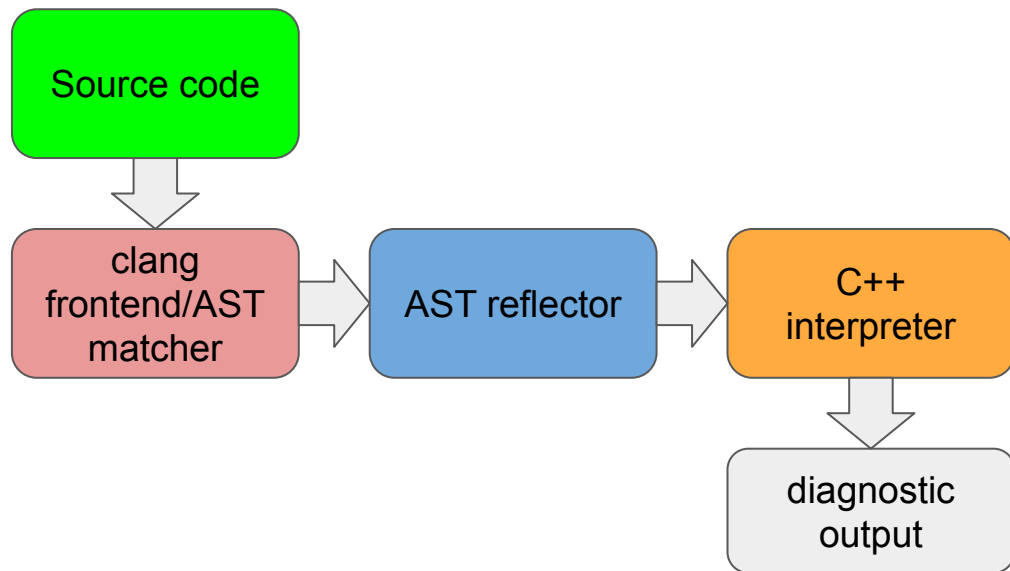 Source code
clang
frontend/AST
matcher
AST reflector
C++
interpreter
diagnostic
output